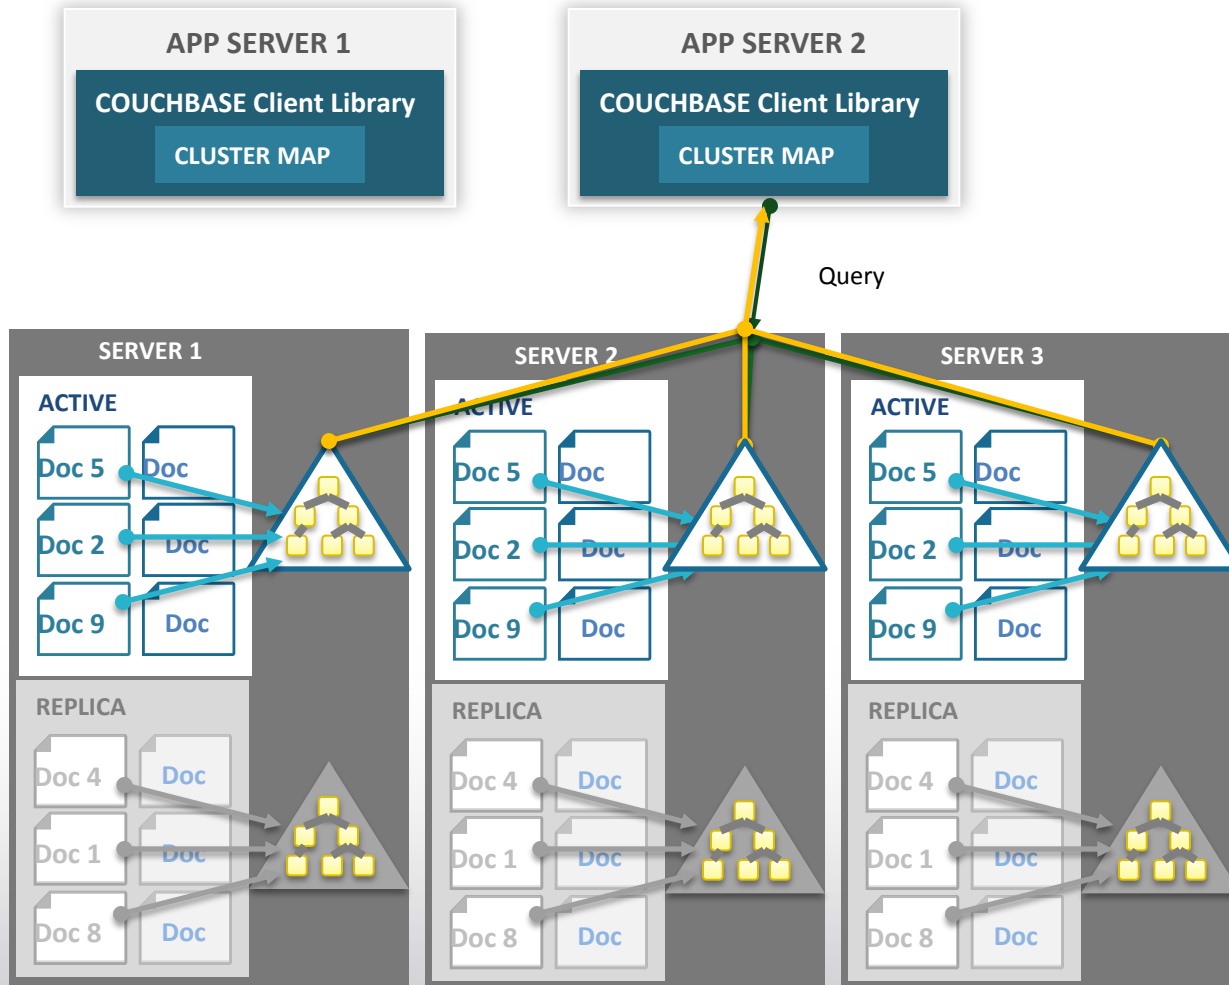 APP SERVER 1
COUCHBASE Client Library
CLUSTER MAP
APP SERVER 2
COUCHBASE Client Library
CLUSTER MAP
Query
SERVER 1
ACTIVE
Doc 5
Doc
Doc 2
Doc
Doc 9
Doc
REPLICA
Doc 4
Doc
Doc 1
Doc
Doc 8
Doc
SERVER 2
ACTIVE
Doc 5
Doc
Doc 2
Doc
Doc 9
Doc
REPLICA
Doc 4
Doc
Doc 1
Doc
Doc 8
Doc
SERVER 3
ACTIVE
Doc 5
Doc
Doc 2
Doc
Doc 9
Doc
REPLICA
Doc 4
Doc
Doc 1
Doc
Doc 8
Doc